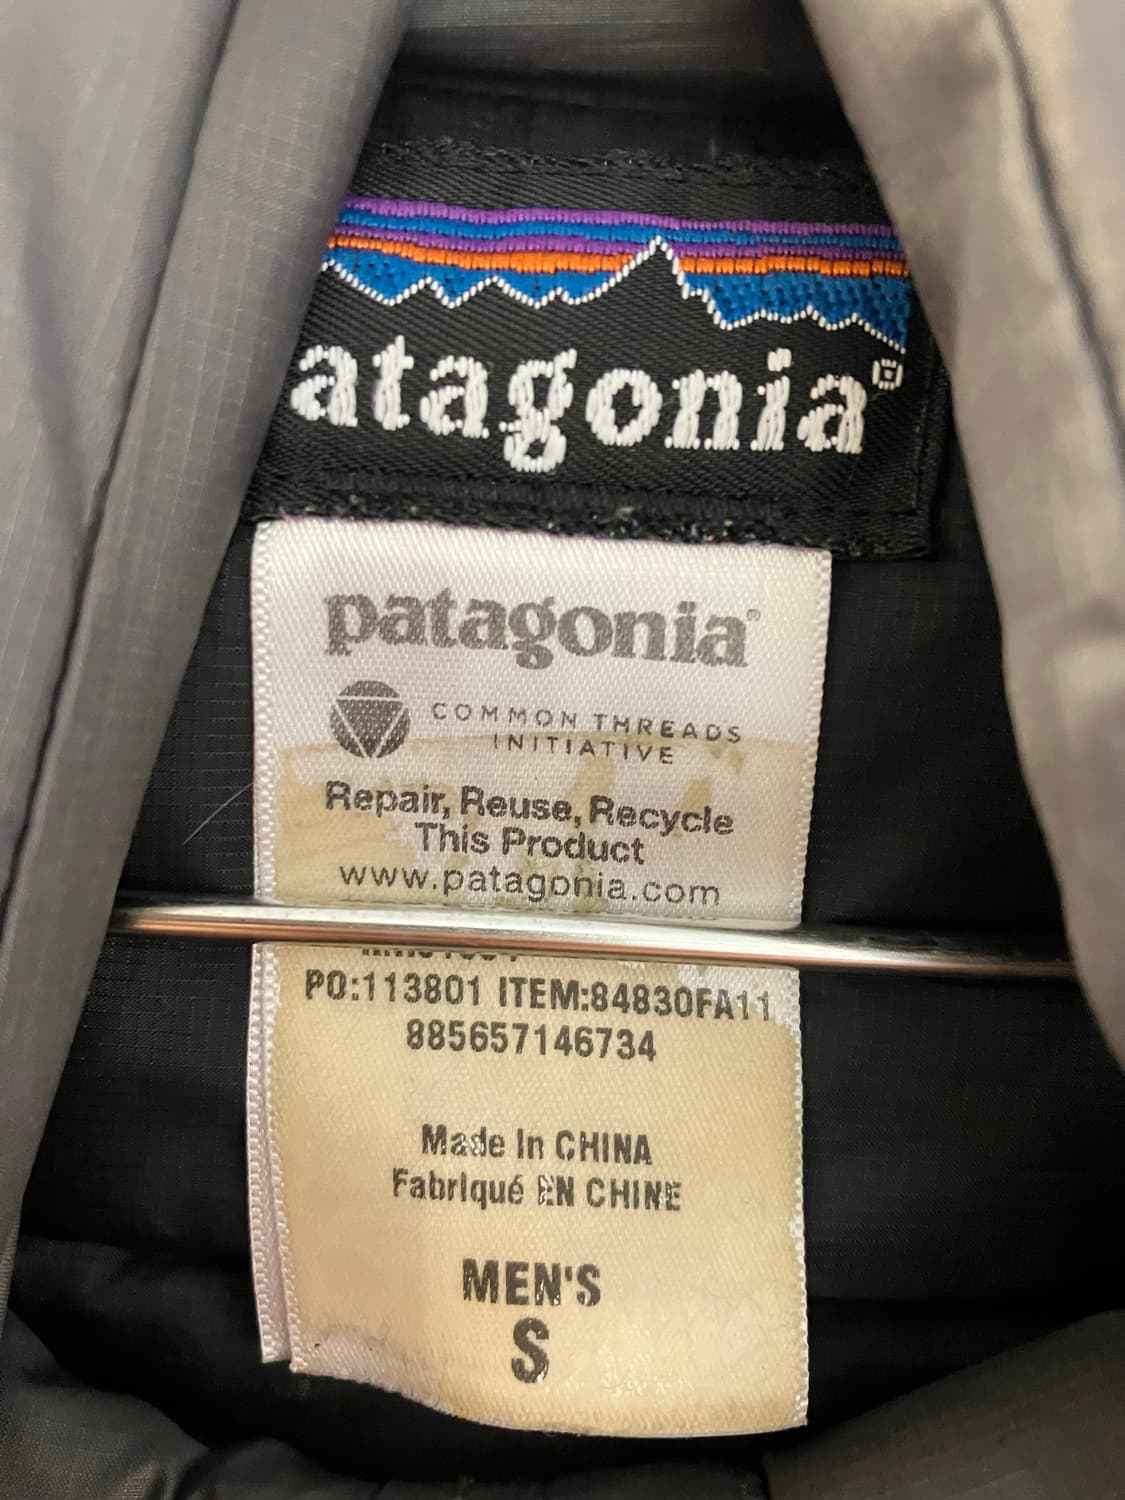 atagonia®
patagonia®
COMMON THREADS
INITIATIVE
Repair, Reuse, Recycle
This Product
www.patagonia.com
PO:113801 ITEM:84830FA11
885657146734
Made In CHINA
Fabriqué EN CHINE
MEN'S
S